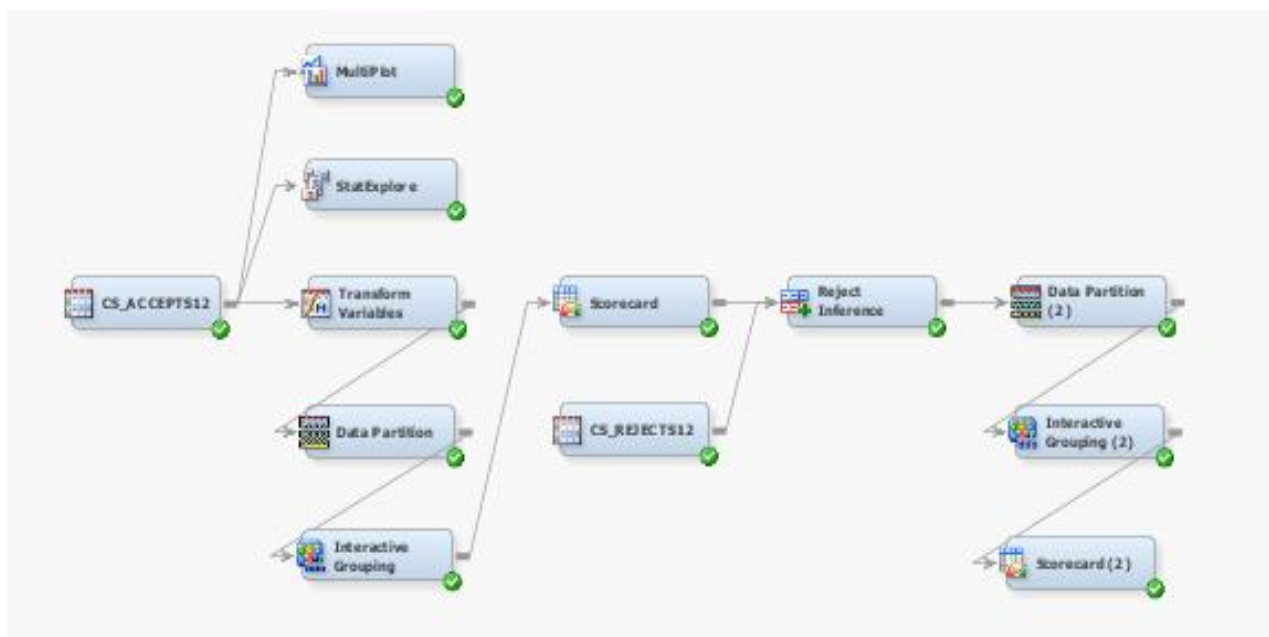 MultiPlot
StatExplore
CS_ACCEPTS12
Transform
Variables
Scorecard
Reject
Inference
Data Partition
(2)
Data Partition
CS_REJECTS12
Interactive
Grouping (2)
Interactive
Grouping
Scorecard (2)